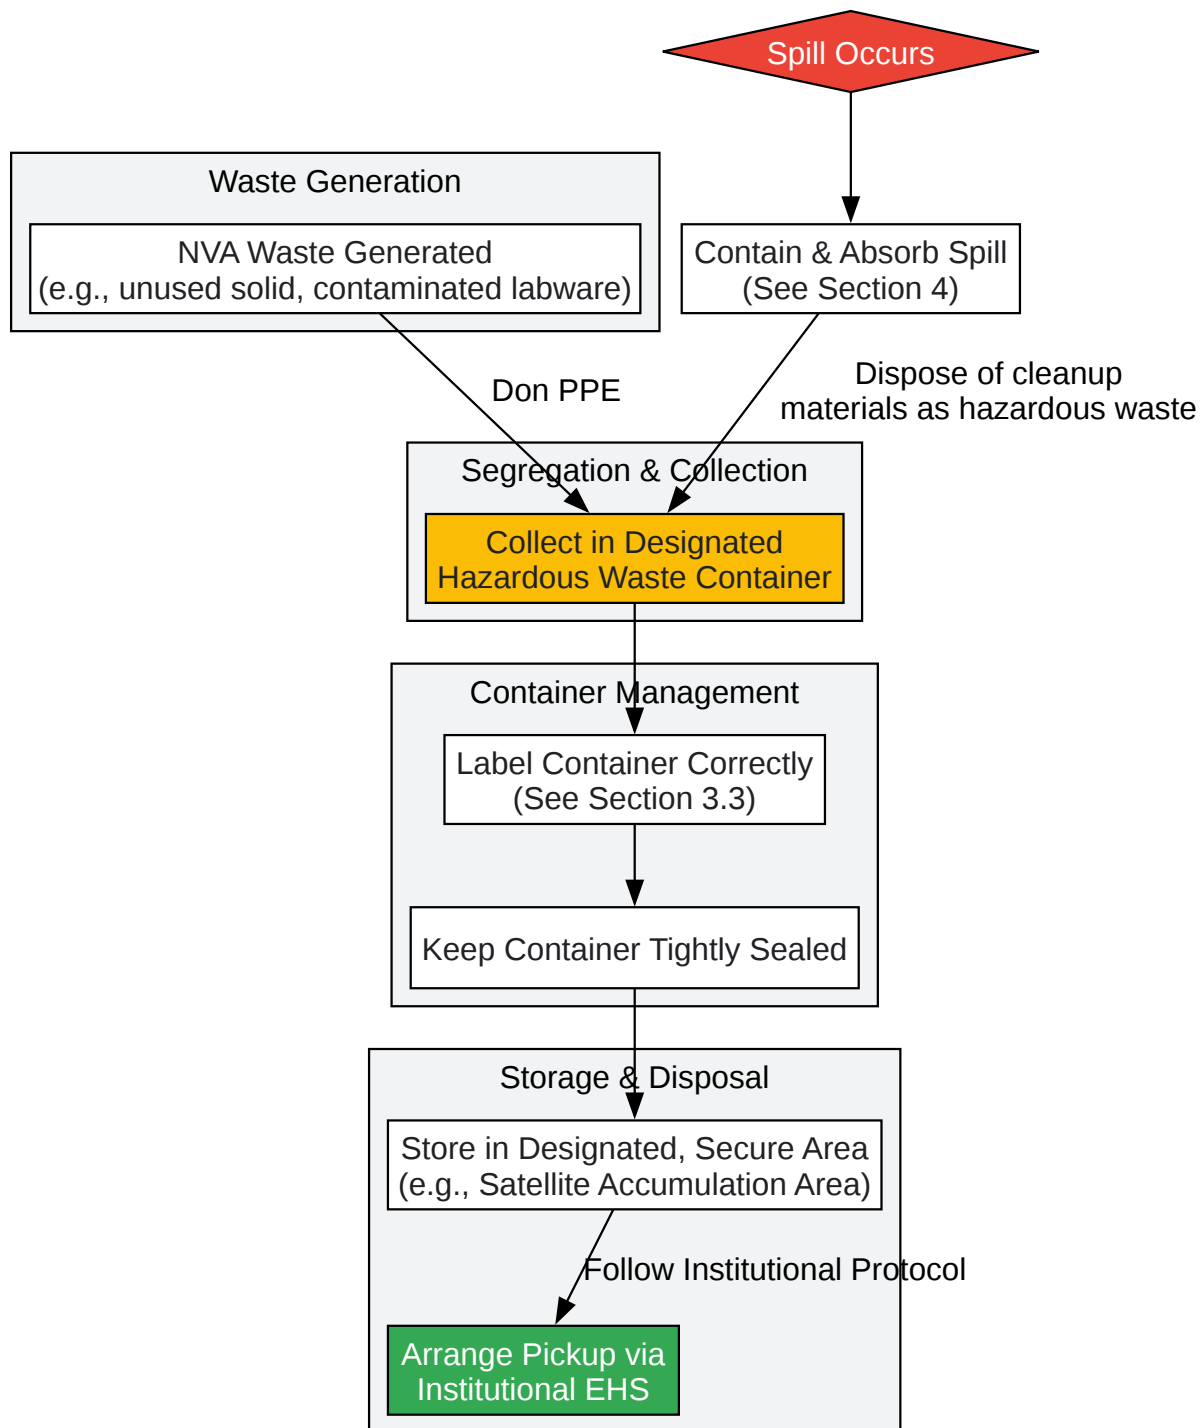 Spill Occurs
Waste Generation
NVA Waste Generated
(e.g., unused solid, contaminated labware)
Contain & Absorb Spill
(See Section 4)
Don PPE
Dispose of cleanup
materials as hazardous waste
Segregation & Collection
Collect in Designated
Hazardous Waste Container
Container Management
Label Container Correctly
(See Section 3.3)
Keep Container Tightly Sealed
Storage & Disposal
Store in Designated, Secure Area
(e.g., Satellite Accumulation Area)
Follow Institutional Protocol
Arrange Pickup via
Institutional EHS